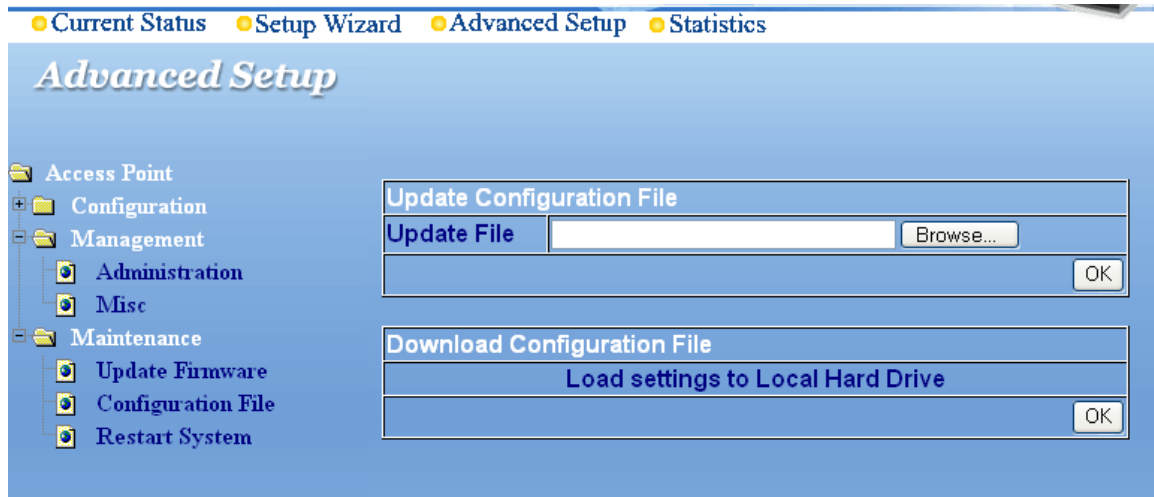 Current Status Setup Wizard Advanced Setup Statistics
Advanced Setup
Access Point
Configuration
Management
Administration
Misc
Maintenance
Update Firmware
Configuration File
Restart System
Update Configuration File
Update File Browse...
OK
Download Configuration File
Load settings to Local Hard Drive
OK